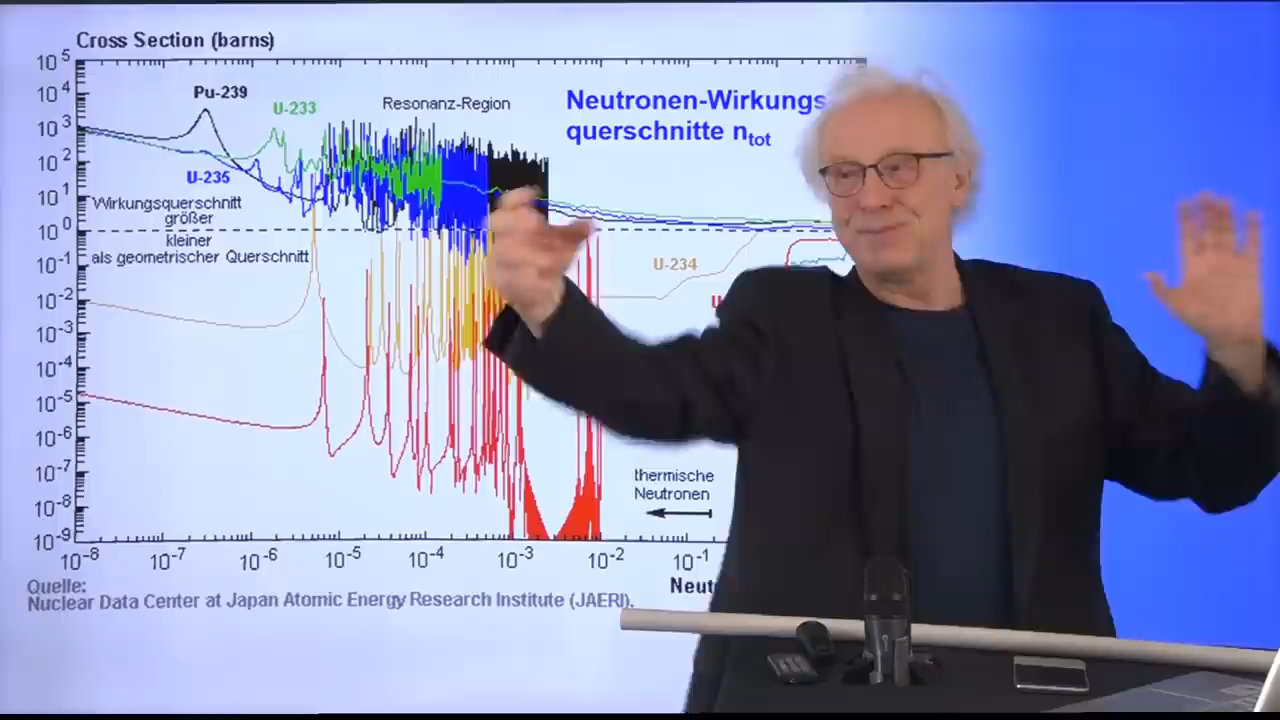 Cross Section (barns)
10^5
10^4
10^3
10^2
10^1
10^0
10^-1
10^-2
10^-3
10^-4
10^-5
10^-6
10^-7
10^-8
10^-9
Pu-239
U-233
Resonanz-Region
Neutronen-Wirkungs
querschnitte n_tot
U-235
Wirkungsquerschnitt
größer
kleiner
als geometrischer Querschnitt
U-234
thermische
Neutronen
10^-8 10^-7 10^-6 10^-5 10^-4 10^-3 10^-2 10^-1
Quelle:
Nuclear Data Center at Japan Atomic Energy Research Institute (JAERI).